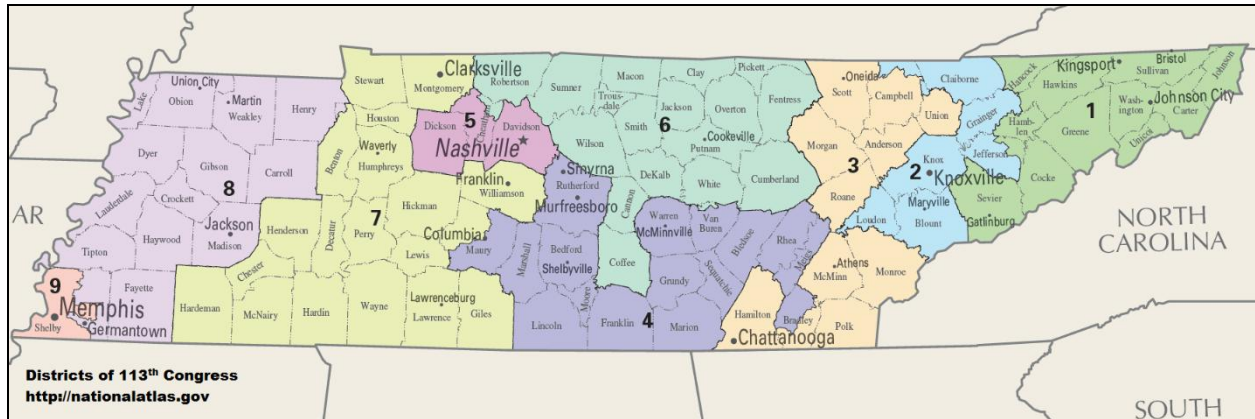 Stewart
Clarksville
Montgomery
Robertson
Sumner
Macon
Clay
Pickett
Trous-
dale
Jackson
Overton
Fentress
Oneida
Scott
Campbell
Claiborne
Hancock
Kingsport
Bristol
Sullivan
Johnson
Hawkins
1
Wash-
ington
Johnson City
Carter
Unicoi
Greene
Ham-
blen
Grainger
Union
Union City
Lake
Obion
Martin
Weakley
Henry
Houston
5
Dickson
Cheatham
Davidson
Nashville
6
Smith
Cookeville
Putnam
Wilson
Morgan
Anderson
3
Knox
2
Knoxville
Jefferson
Cocke
Sevier
Gatlinburg
Dyer
Gibson
Carroll
Benton
Waverly
Humphreys
Smyrna
Rutherford
Murfreesboro
Cannon
DeKalb
White
Cumberland
Roane
Loudon
Maryville
Blount
Lauderdale
Crockett
8
Jackson
Madison
Haywood
Tipton
Henderson
Decatur
7
Perry
Hickman
Franklin
Williamson
Columbia
Maury
Lewis
Marshall
Bedford
Shelbyville
Coffee
Warren
McMinnville
Van
Buren
Bledsoe
Rhea
Meigs
Athens
McMinn
Monroe
AR
NORTH
CAROLINA
9
Memphis
Shelby
Germantown
Fayette
Hardeman
Chester
McNairy
Hardin
Wayne
Lawrenceburg
Lawrence
Giles
Lincoln
Moore
Franklin
4
Grundy
Sequatchie
Marion
Hamilton
Chattanooga
Bradley
Polk
Districts of 113th Congress
http://nationalatlas.gov
SOUTH